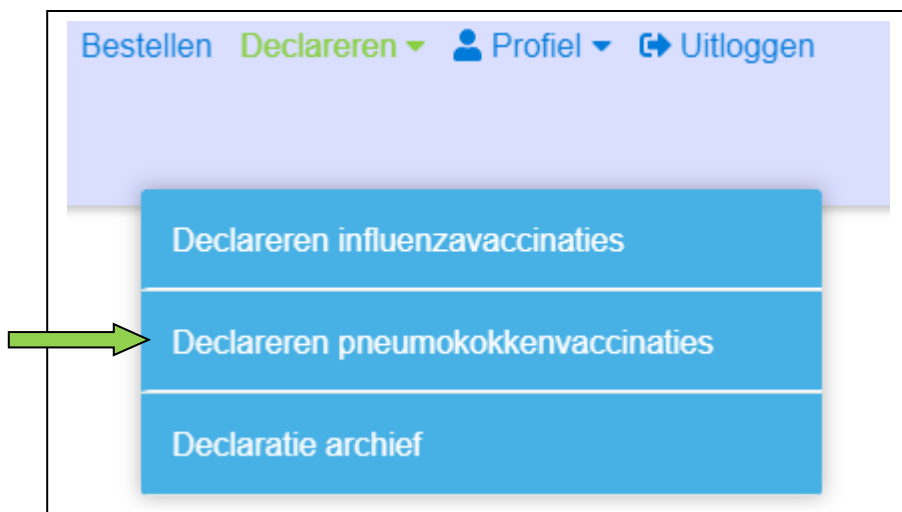 Bestellen Declareren Profiel Uitloggen
Declareren influenzavaccinaties
Declareren pneumokokkenvaccinaties
Declaratie archief